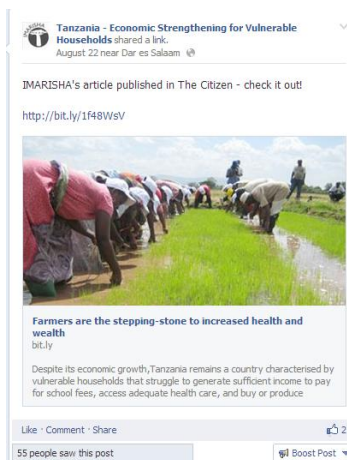 Tanzania - Economic Strengthening for Vulnerable
Households shared a link.
August 22 near Dar es Salaam
IMARISHA's article published in The Citizen - check it out!
http://bit.ly/1f48WsV
Farmers are the stepping-stone to increased health and
wealth
bit.ly
Despite its economic growth,Tanzania remains a country characterised by
vulnerable households that struggle to generate sufficient income to pay
for school fees, access adequate health care, and buy or produce
Like · Comment · Share 2
55 people saw this post Boost Post